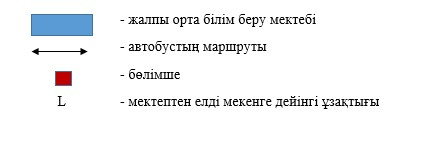 - жалпы орта білім беру мектебі
- автобустың маршруты
- бөлімше
L - мектептен елді мекенге дейінгі ұзақтығы